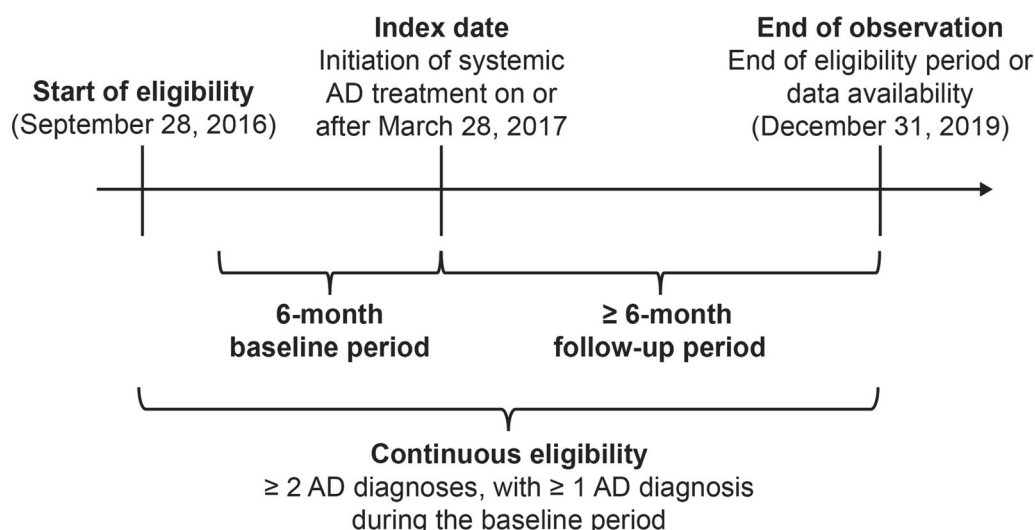 Start of eligibility
(September 28, 2016)
Index date
Initiation of systemic
AD treatment on or
after March 28, 2017
End of observation
End of eligibility period or
data availability
(December 31, 2019)
6-month
baseline period
≥ 6-month
follow-up period
Continuous eligibility
≥ 2 AD diagnoses, with ≥ 1 AD diagnosis
during the baseline period